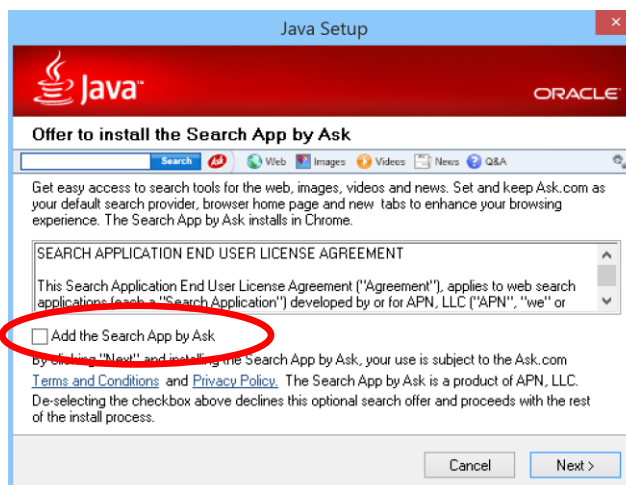 Java Setup
Java™
ORACLE®
Offer to install the Search App by Ask
Search Ask Web Images Videos News Q&A
Get easy access to search tools for the web, images, videos and news. Set and keep Ask.com as
your default search provider, browser home page and new tabs to enhance your browsing
experience. The Search App by Ask installs in Chrome.
SEARCH APPLICATION END USER LICENSE AGREEMENT
This Search Application End User License Agreement ("Agreement"), applies to web search
applications (each a "Search Application") developed by or for APN, LLC ("APN", "we" or
Add the Search App by Ask
By clicking "Next" and installing the Search App by Ask, your use is subject to the Ask.com
Terms and Conditions and Privacy Policy. The Search App by Ask is a product of APN, LLC.
De-selecting the checkbox above declines this optional search offer and proceeds with the rest
of the install process.
Cancel Next >